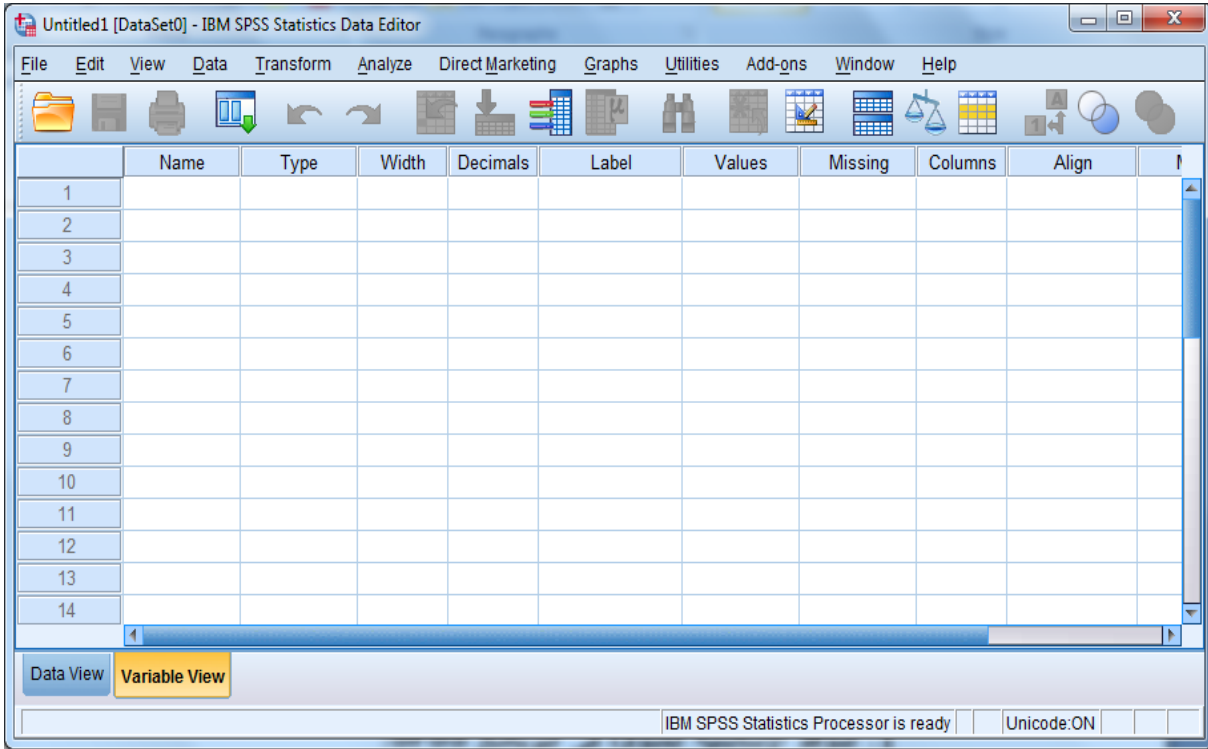 Untitled1 [DataSet0] - IBM SPSS Statistics Data Editor
File Edit View Data Transform Analyze Direct Marketing Graphs Utilities Add-ons Window Help
Name Type Width Decimals Label Values Missing Columns Align
1
2
3
4
5
6
7
8
9
10
11
12
13
14
Data View Variable View
IBM SPSS Statistics Processor is ready Unicode:ON